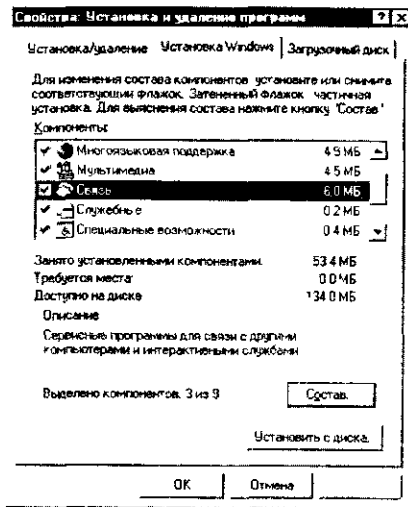 Свойства: Установка и удаление программ
Установка/удаление Установка Windows Загрузочный диск
Для изменения состава компонентов установите или снимите
соответствующий флажок. Затененный флажок частичная
установка. Для выяснения состава нажмите кнопку "Состав"
Компоненты:
Многоязыковая поддержка 4.9 МБ
Мультимедиа 4.5 МБ
Связь 6.0 МБ
Служебные 0.2 МБ
Специальные возможности 0.4 МБ
Занято установленными компонентами: 53.4 МБ
Требуется места: 0.0 МБ
Доступно на диске 134.0 МБ
Описание
Сервисные программы для связи с другими
компьютерами и интерактивными службами
Выделено компонентов: 3 из 9 Состав.
Установить с диска.
OK Отмена